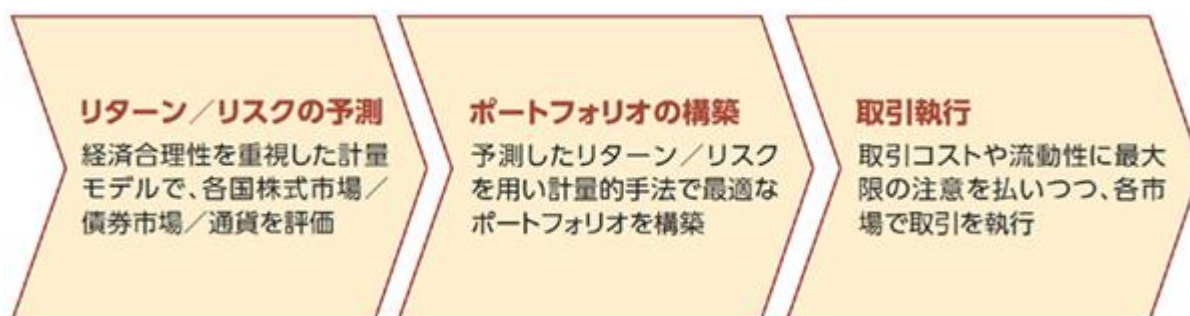 リターン／リスクの予測
経済合理性を重視した計量
モデルで、各国株式市場／
債券市場／通貨を評価
ポートフォリオの構築
予測したリターン／リスク
を用い計量的手法で最適な
ポートフォリオを構築
取引執行
取引コストや流動性に最大
限の注意を払いつつ、各市
場で取引を執行